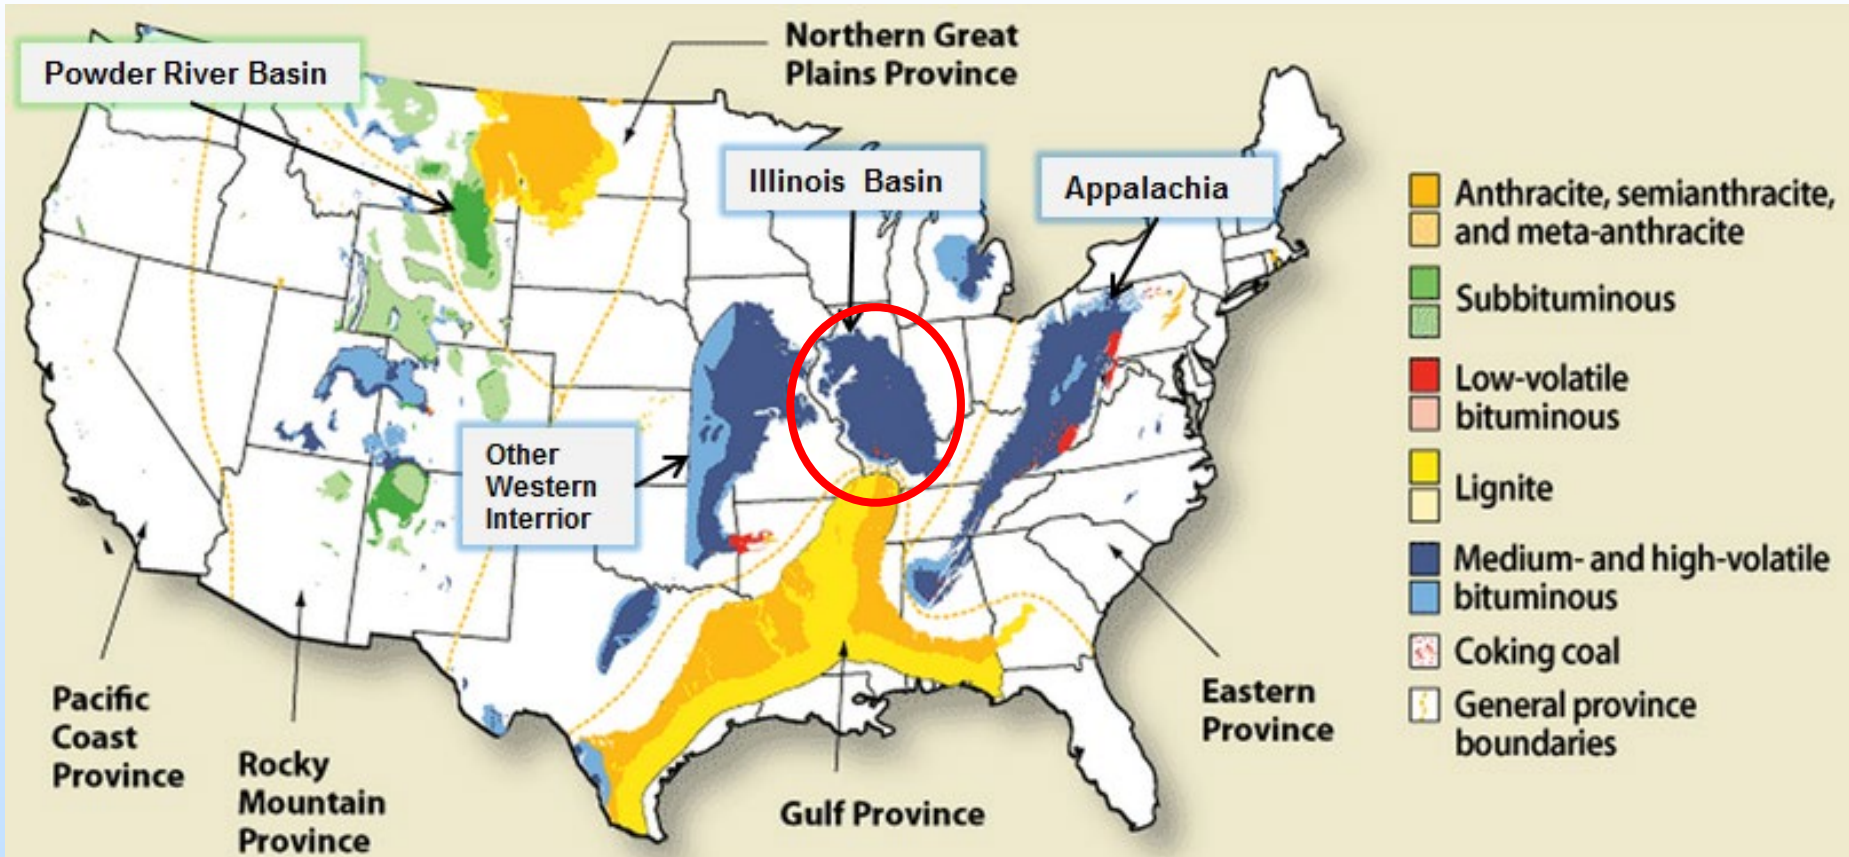 Powder River Basin
Northern Great
Plains Province
Illinois Basin
Appalachia
Other
Western
Interrior
Pacific
Coast
Province
Rocky
Mountain
Province
Gulf Province
Eastern
Province
Anthracite, semianthracite,
and meta-anthracite
Subbituminous
Low-volatile
bituminous
Lignite
Medium- and high-volatile
bituminous
Coking coal
General province
boundaries